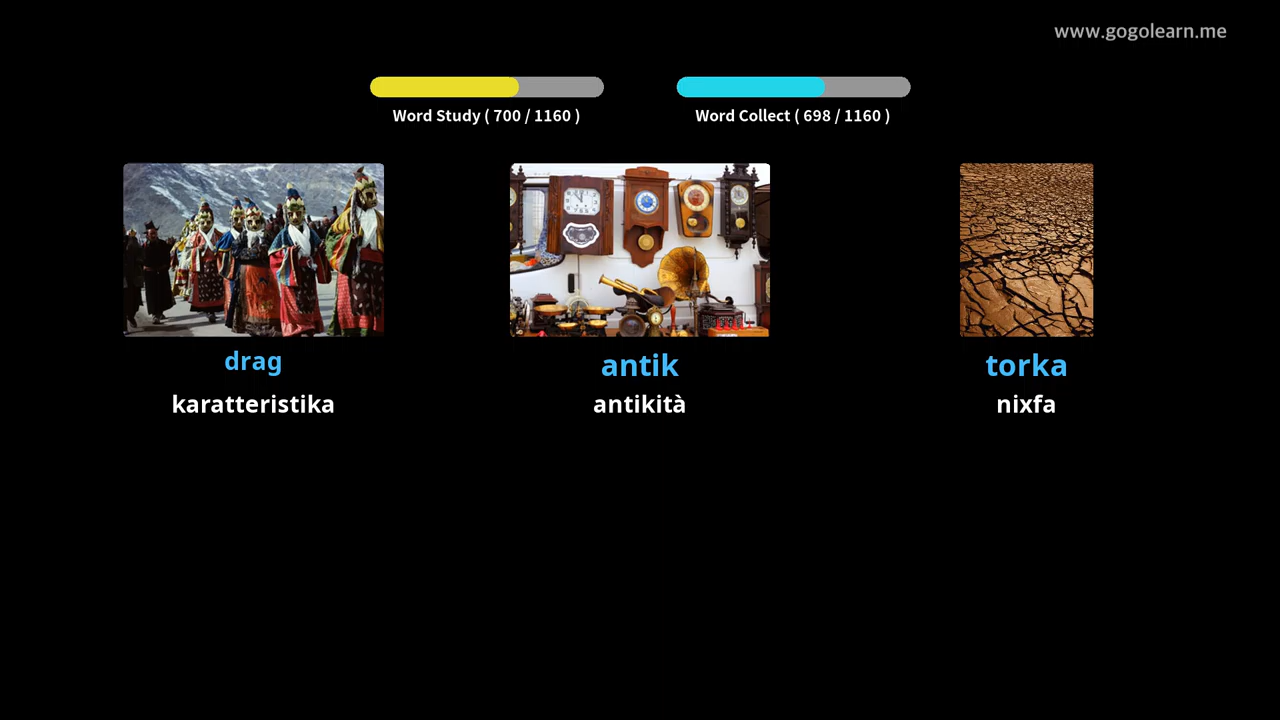 www.gogolearn.me
Word Study ( 700 / 1160 )
Word Collect ( 698 / 1160 )
drag
antik
torka
karatteristika
antikità
nixfa